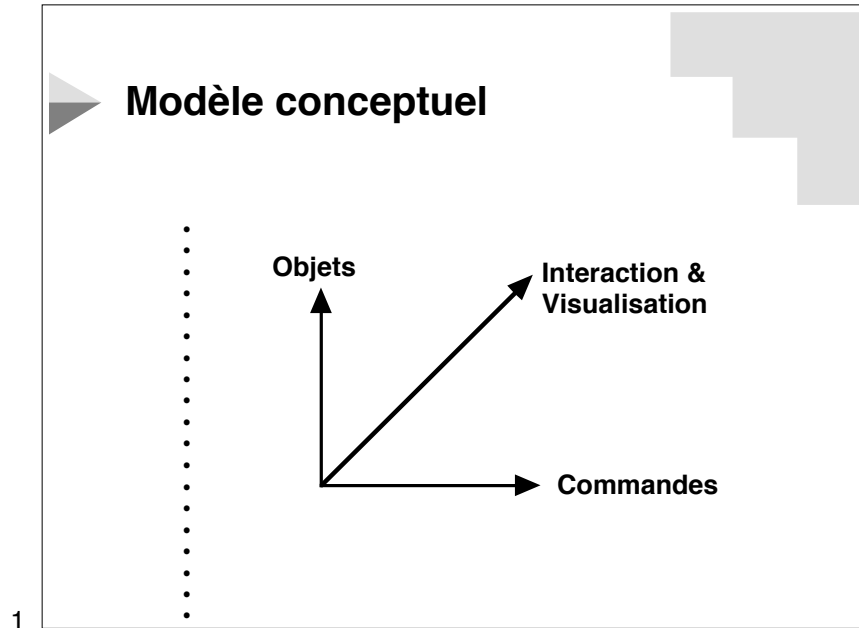 Modèle conceptuel
Objets
Interaction &
Visualisation
Commandes
1